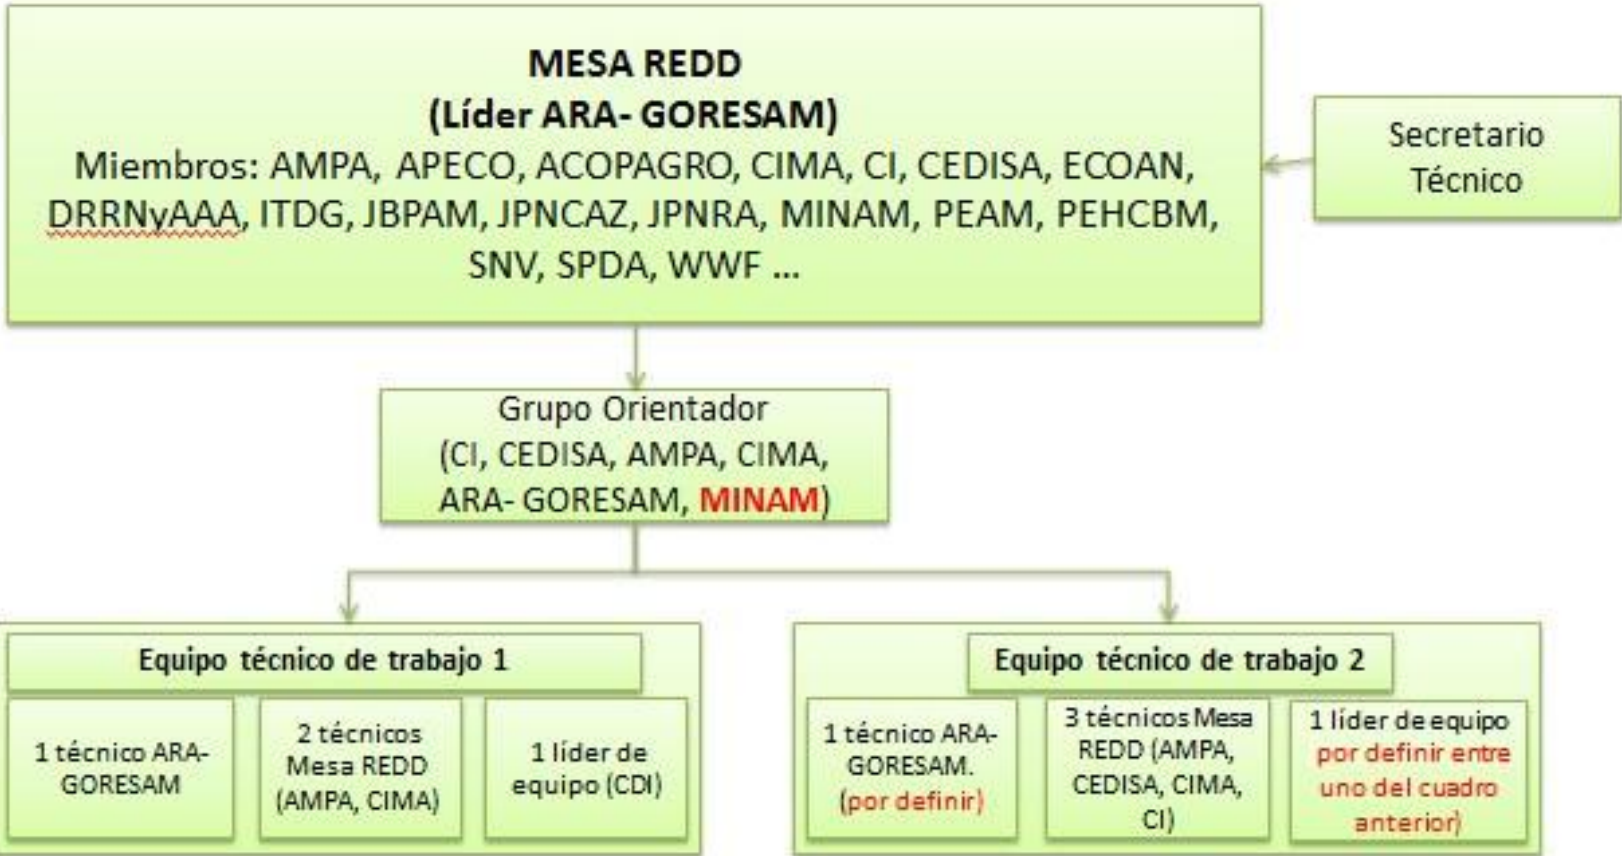 MESA REDD
(Líder ARA- GORESAM)
Miembros: AMPA, APECO, ACOPAGRO, CIMA, CI, CEDISA, ECOAN,
DRRNyAAA, ITDG, JBPAM, JPNCAZ, JPNRA, MINAM, PEAM, PEHCBM,
SNV, SPDA, WWF ...
Secretario
Técnico
Grupo Orientador
(CI, CEDISA, AMPA, CIMA,
ARA- GORESAM, MINAM)
Equipo técnico de trabajo 1
1 técnico ARA-
GORESAM
2 técnicos
Mesa REDD
(AMPA, CIMA)
1 líder de
equipo (CDI)
Equipo técnico de trabajo 2
1 técnico ARA-
GORESAM.
(por definir)
3 técnicos Mesa
REDD (AMPA,
CEDISA, CIMA,
CI)
1 líder de equipo
por definir entre
uno del cuadro
anterior)